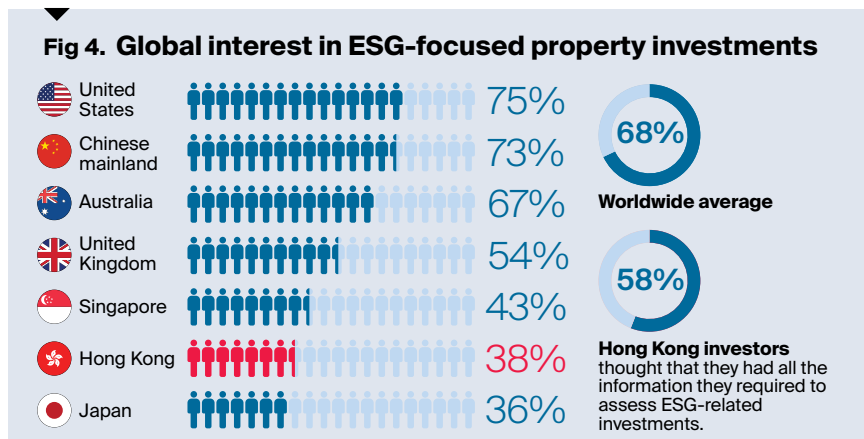 Fig 4. Global interest in ESG-focused property investments
United
States
75%
Chinese
mainland
73%
Australia
67%
United
Kingdom
54%
Singapore
43%
Hong Kong
38%
Japan
36%
68%
Worldwide average
58%
Hong Kong investors
thought that they had all the
information they required to
assess ESG-related
investments.